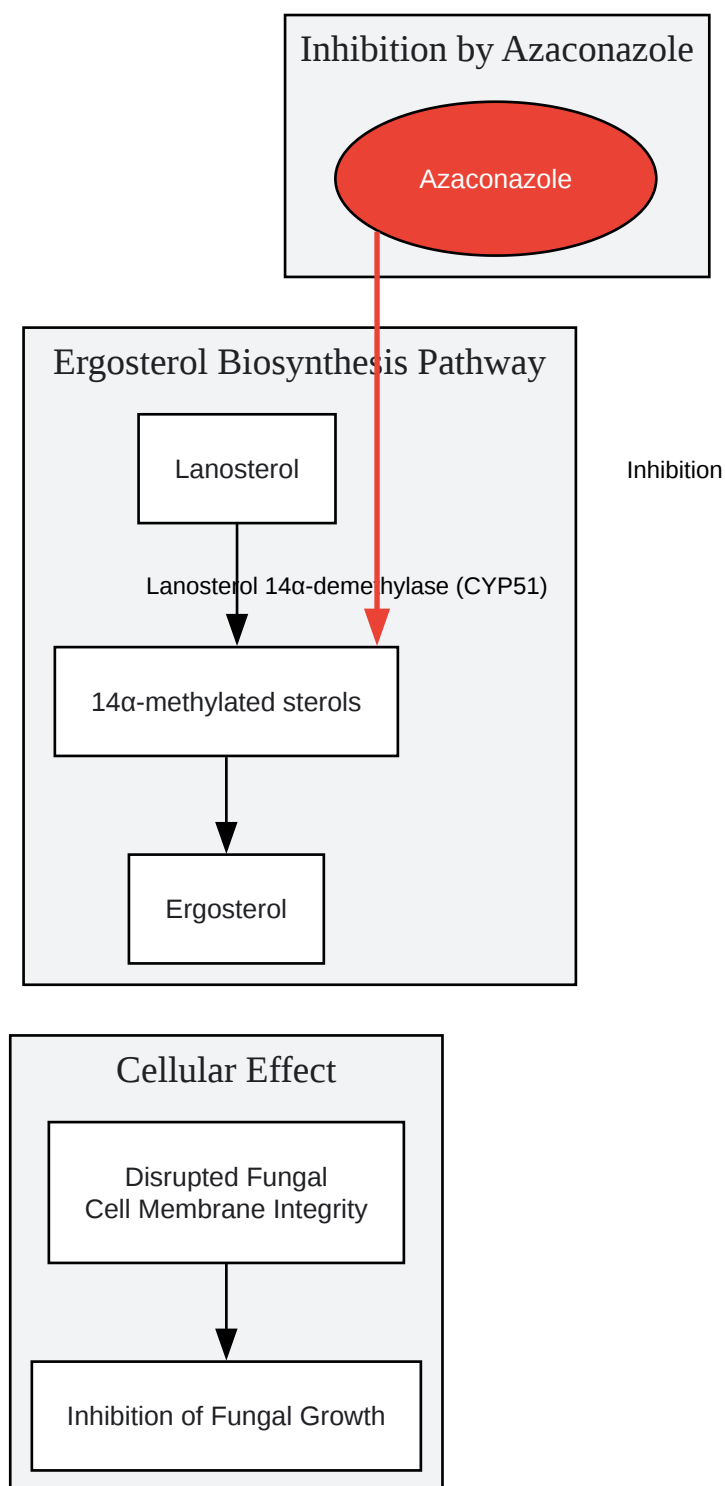 Inhibition by Azaconazole
Azaconazole
Ergosterol Biosynthesis Pathway
Lanosterol
Inhibition
Lanosterol 14α-demethylase (CYP51)
14α-methylated sterols
Ergosterol
Cellular Effect
Disrupted Fungal
Cell Membrane Integrity
Inhibition of Fungal Growth